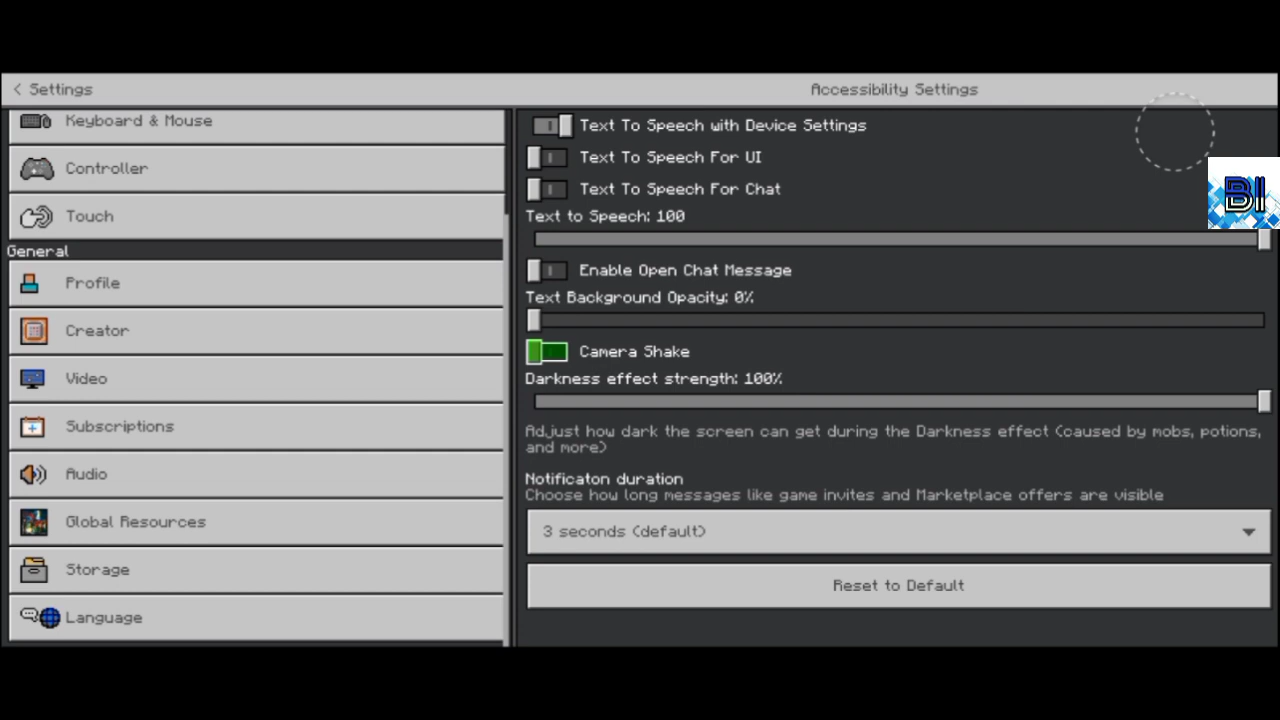 < Settings
Accessibility Settings
Keyboard & Mouse
Controller
Touch
General
Profile
Creator
Video
Subscriptions
Audio
Global Resources
Storage
Language
Text To Speech with Device Settings
Text To Speech For UI
Text To Speech For Chat
Text to Speech: 100
Enable Open Chat Message
Text Background Opacity: 0%
Camera Shake
Darkness effect strength: 100%
Adjust how dark the screen can get during the Darkness effect (caused by mobs, potions,
and more)
Notificaton duration
Choose how long messages like game invites and Marketplace offers are visible
3 seconds (default)
Reset to Default
BI